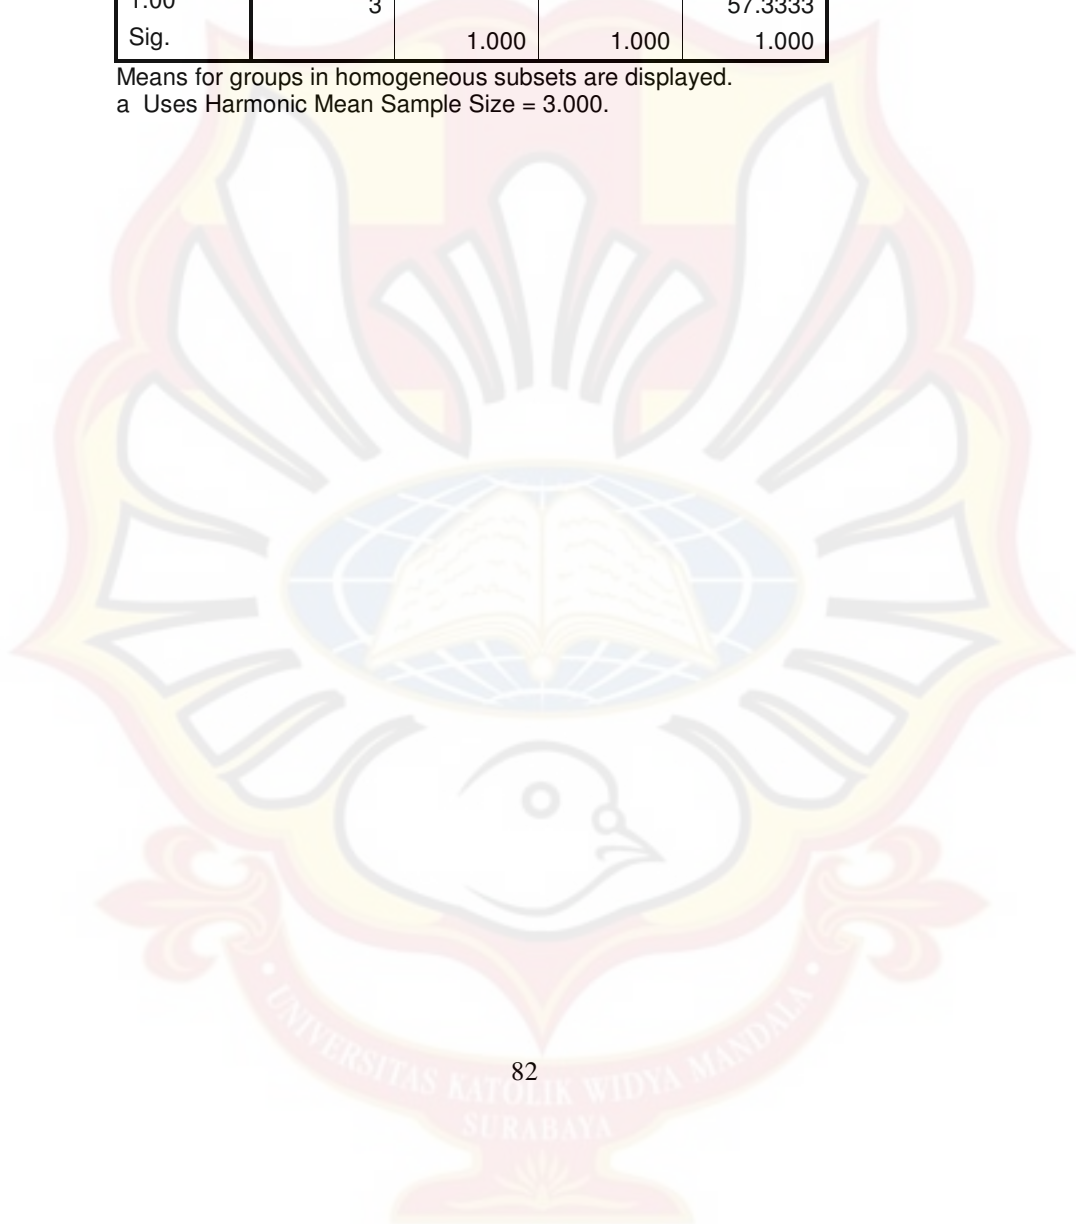 1.00 3 57.3333
Sig. 1.000 1.000 1.000
Means for groups in homogeneous subsets are displayed.
a Uses Harmonic Mean Sample Size = 3.000.
82
UNIVERSITAS KATOLIK WIDYA MANDALA
SURABAYA